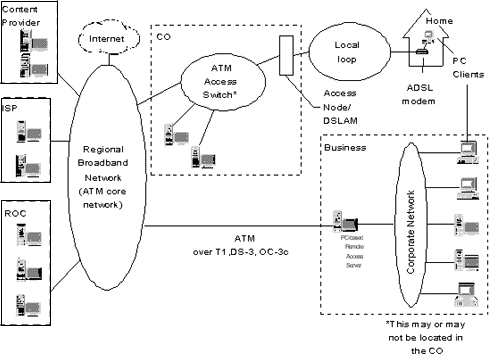 Content
Provider
Internet
CO
ATM
Access
Switch*
Local
loop
Home
PC
Clients
ADSL
modem
Access
Node/
DSLAM
ISP
Regional
Broadband
Network
(ATM core
network)
Business
ROC
ATM
over T1,DS-3, OC-3c
PC-based
Remote
Access
Server
Corporate Network
*This may or may
not be located in
the CO